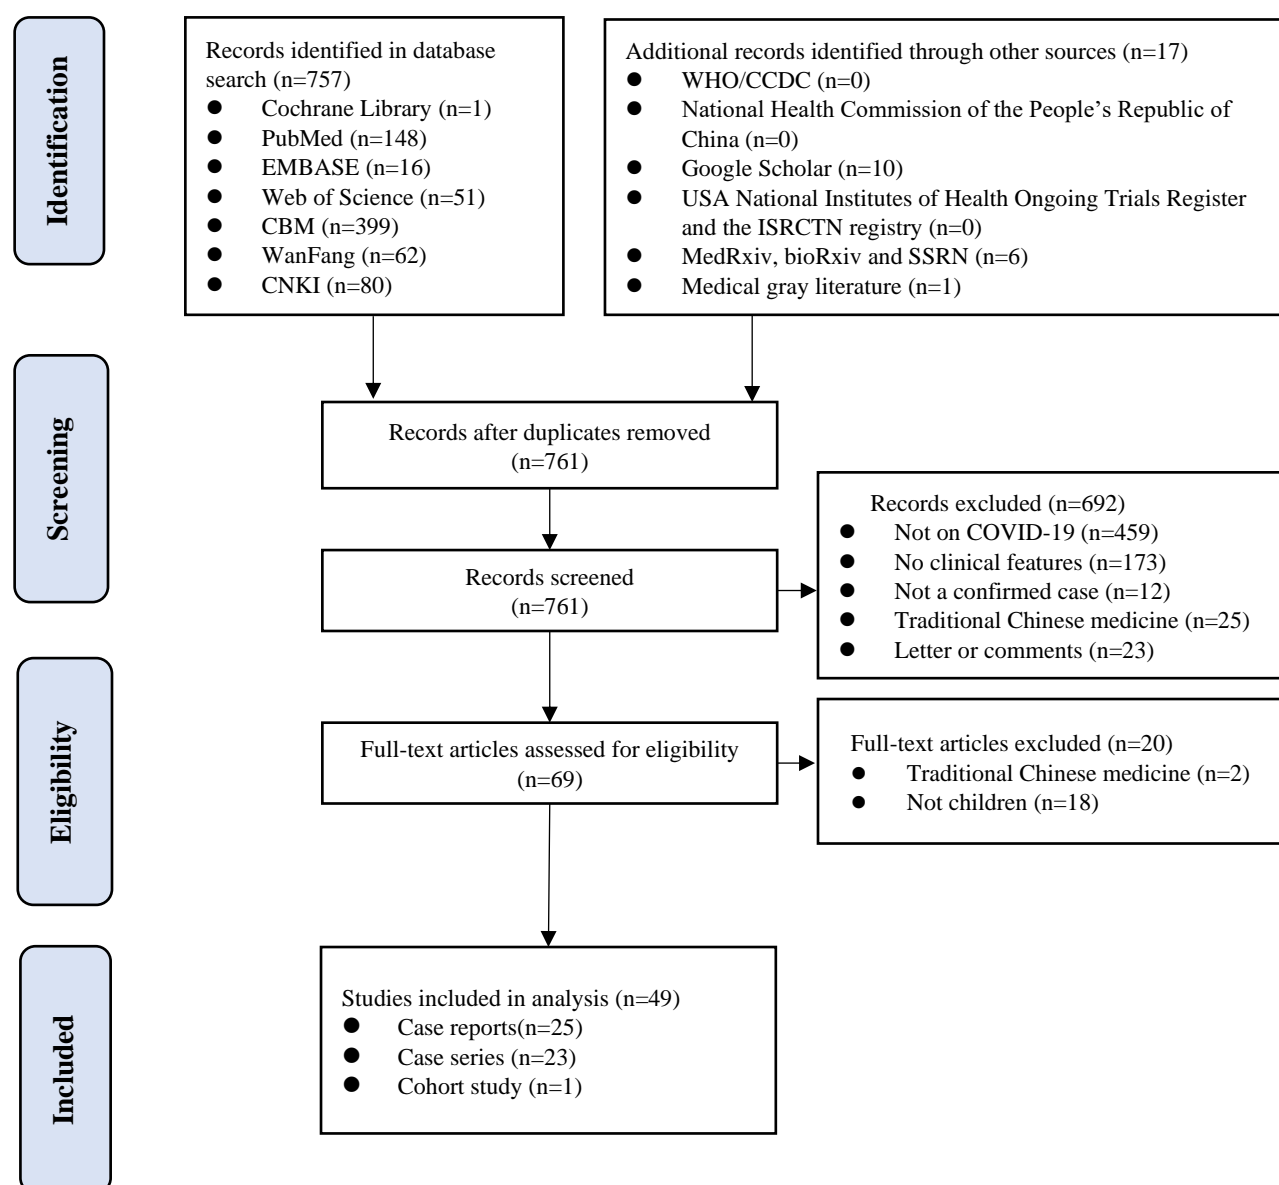 Identification
Records identified in database
search (n=757)
● Cochrane Library (n=1)
● PubMed (n=148)
● EMBASE (n=16)
● Web of Science (n=51)
● CBM (n=399)
● WanFang (n=62)
● CNKI (n=80)
Additional records identified through other sources (n=17)
● WHO/CCDC (n=0)
● National Health Commission of the People's Republic of
China (n=0)
● Google Scholar (n=10)
● USA National Institutes of Health Ongoing Trials Register
and the ISRCTN registry (n=0)
● MedRxiv, bioRxiv and SSRN (n=6)
● Medical gray literature (n=1)
Screening
Records after duplicates removed
(n=761)
Records screened
(n=761)
Records excluded (n=692)
● Not on COVID-19 (n=459)
● No clinical features (n=173)
● Not a confirmed case (n=12)
● Traditional Chinese medicine (n=25)
● Letter or comments (n=23)
Eligibility
Full-text articles assessed for eligibility
(n=69)
Full-text articles excluded (n=20)
● Traditional Chinese medicine (n=2)
● Not children (n=18)
Included
Studies included in analysis (n=49)
● Case reports(n=25)
● Case series (n=23)
● Cohort study (n=1)